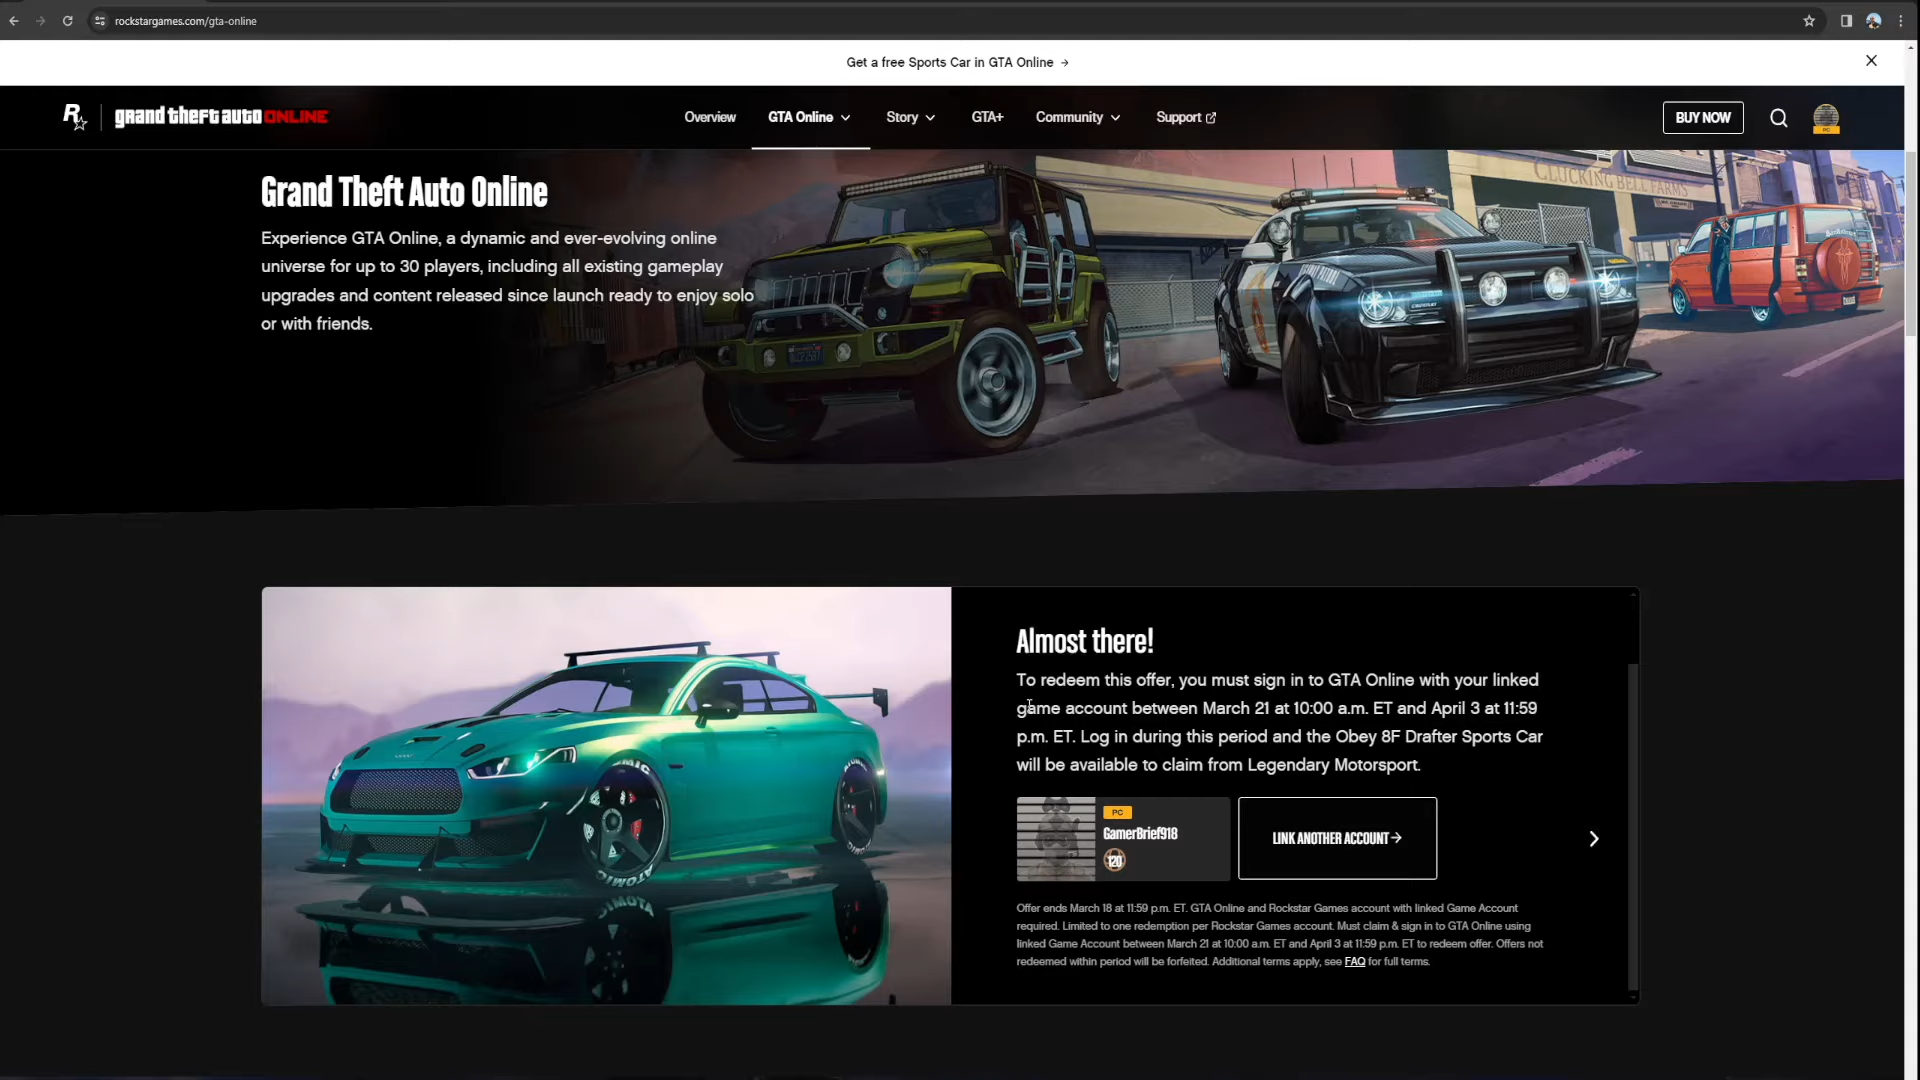 rockstargames.com/gta-online
Get a free Sports Car in GTA Online →
R
grand theft auto ONLINE
Overview
GTA Online
Story
GTA+
Community
Support
BUY NOW
PC
CLUCKING BELL FARMS
Grand Theft Auto Online
Experience GTA Online, a dynamic and ever-evolving online
universe for up to 30 players, including all existing gameplay
upgrades and content released since launch ready to enjoy solo
or with friends.
Almost there!
To redeem this offer, you must sign in to GTA Online with your linked
game account between March 21 at 10:00 a.m. ET and April 3 at 11:59
p.m. ET. Log in during this period and the Obey 8F Drafter Sports Car
will be available to claim from Legendary Motorsport.
PC
GamerBrief918
120
LINK ANOTHER ACCOUNT →
ATOMIC
ATOMIC
Offer ends March 18 at 11:59 p.m. ET. GTA Online and Rockstar Games account with linked Game Account
required. Limited to one redemption per Rockstar Games account. Must claim & sign in to GTA Online using
linked Game Account between March 21 at 10:00 a.m. ET and April 3 at 11:59 p.m. ET to redeem offer. Offers not
redeemed within period will be forfeited. Additional terms apply, see FAQ for full terms.